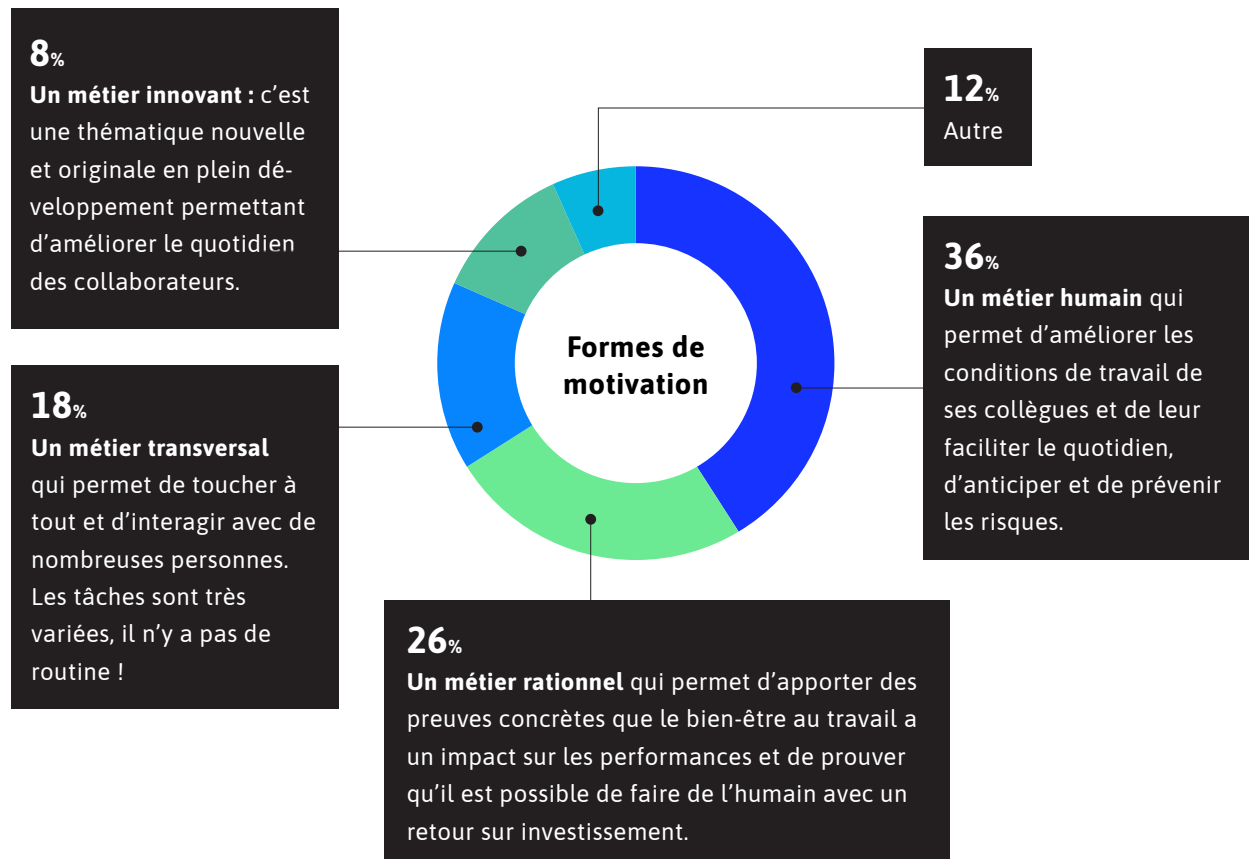 8%
Un métier innovant : c’est
une thématique nouvelle
et originale en plein dé-
veloppement permettant
d’améliorer le quotidien
des collaborateurs.
12%
Autre
36%
Un métier humain qui
permet d’améliorer les
conditions de travail de
ses collègues et de leur
faciliter le quotidien,
d’anticiper et de prévenir
les risques.
Formes de
motivation
18%
Un métier transversal
qui permet de toucher à
tout et d’interagir avec de
nombreuses personnes.
Les tâches sont très
variées, il n’y a pas de
routine !
26%
Un métier rationnel qui permet d’apporter des
preuves concrètes que le bien-être au travail a
un impact sur les performances et de prouver
qu’il est possible de faire de l’humain avec un
retour sur investissement.